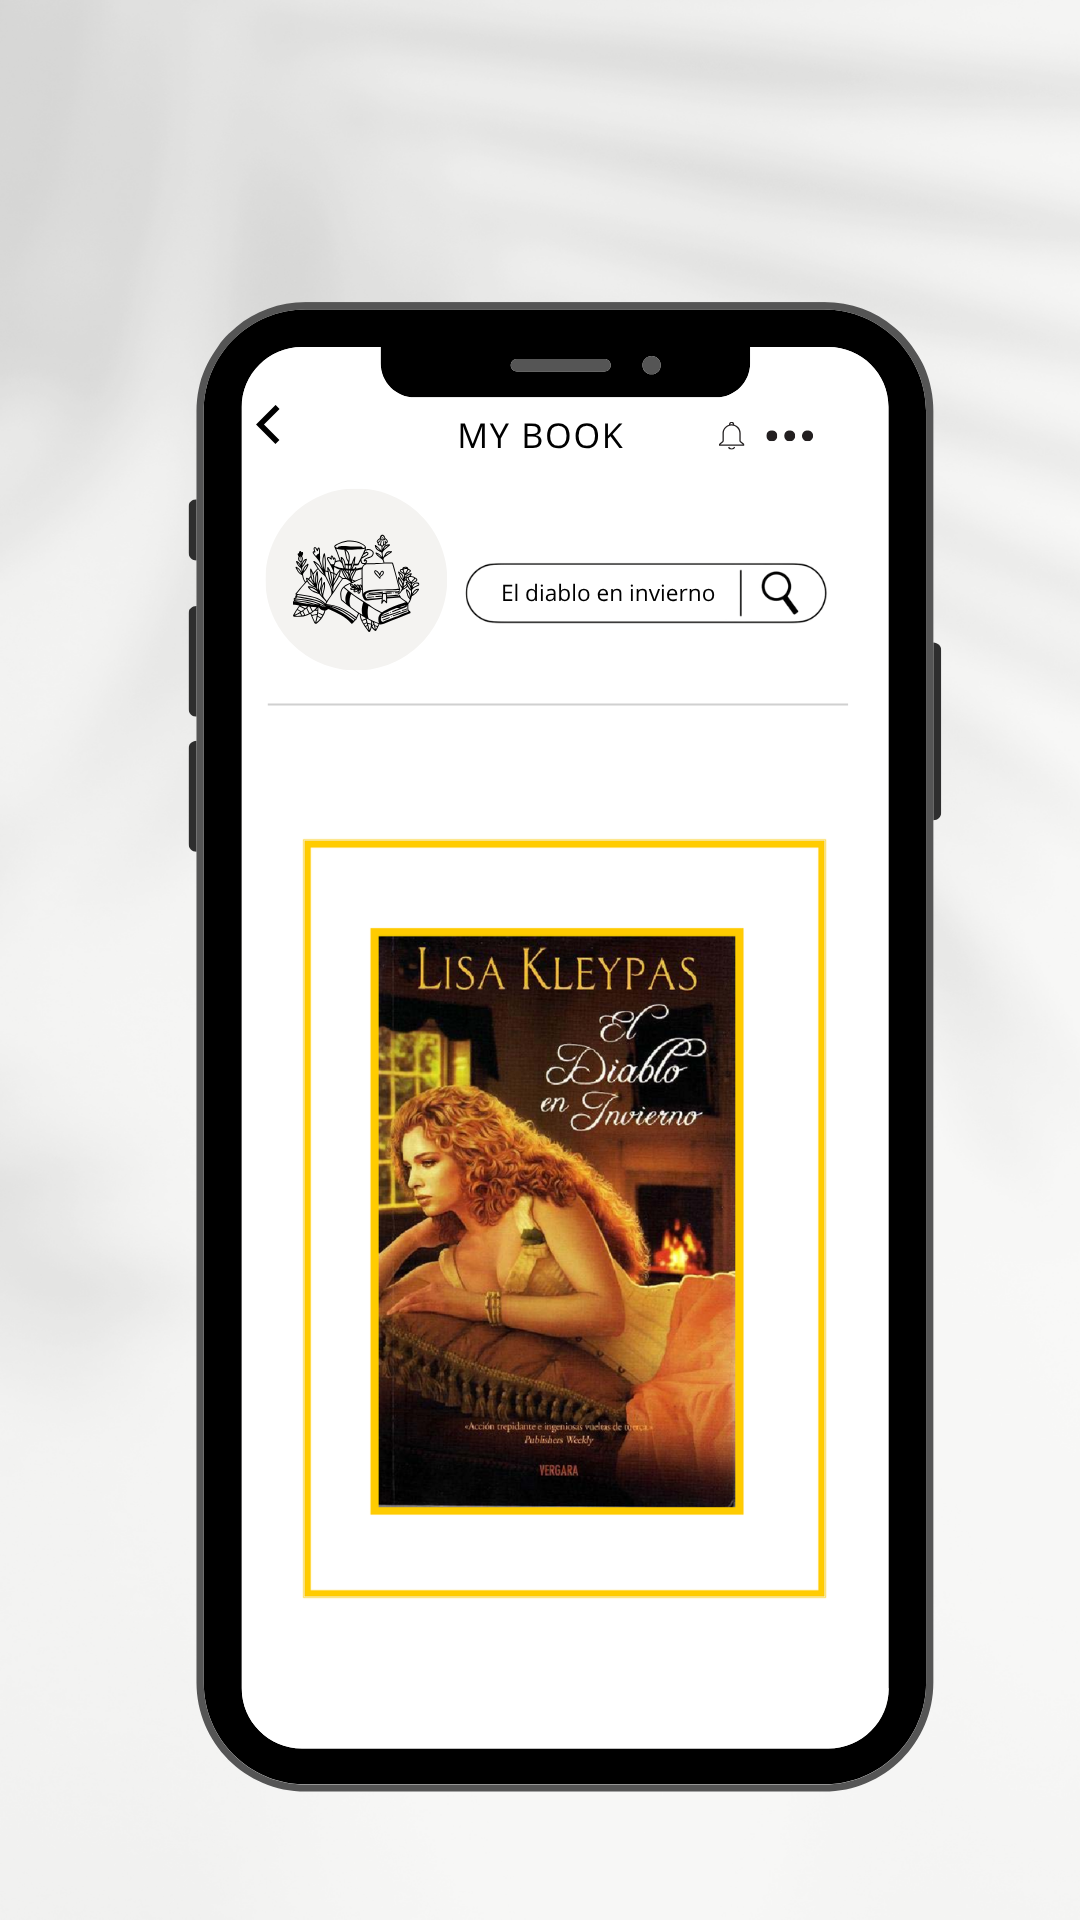 MY BOOK
El diablo en invierno
LISA KLEYPAS
El
Diablo
en Invierno
«Acción trepidante e ingeniosas vueltas de tuerca.»
Publishers Weekly
VERGARA